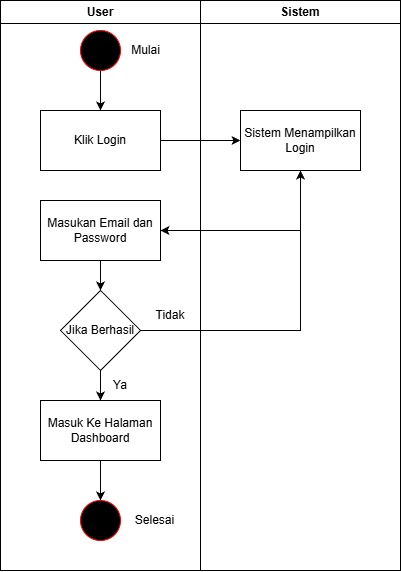 User
Sistem
Mulai
Klik Login
Sistem Menampilkan
Login
Masukan Email dan
Password
Jika Berhasil
Tidak
Ya
Masuk Ke Halaman
Dashboard
Selesai